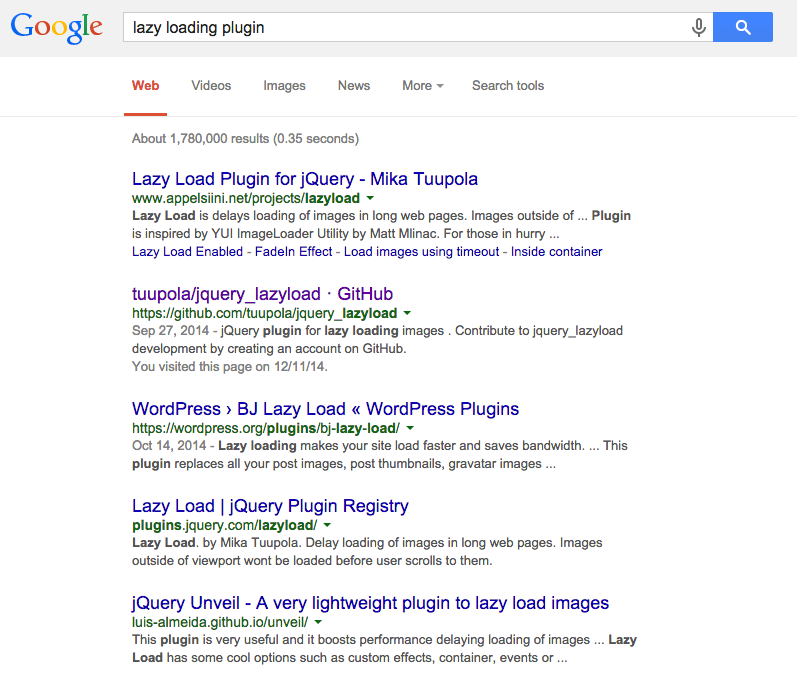 Google lazy loading plugin
Web Videos Images News More Search tools
About 1,780,000 results (0.35 seconds)
Lazy Load Plugin for jQuery - Mika Tuupola
www.appelsiini.net/projects/lazyload
Lazy Load is delays loading of images in long web pages. Images outside of ... Plugin
is inspired by YUI ImageLoader Utility by Matt Mlinac. For those in hurry ...
Lazy Load Enabled - FadeIn Effect - Load images using timeout - Inside container
tuupola/jquery_lazyload · GitHub
https://github.com/tuupola/jquery_lazyload
Sep 27, 2014 - jQuery plugin for lazy loading images . Contribute to jquery_lazyload
development by creating an account on GitHub.
You visited this page on 12/11/14.
WordPress › BJ Lazy Load « WordPress Plugins
https://wordpress.org/plugins/bj-lazy-load/
Oct 14, 2014 - Lazy loading makes your site load faster and saves bandwidth. ... This
plugin replaces all your post images, post thumbnails, gravatar images ...
Lazy Load | jQuery Plugin Registry
plugins.jquery.com/lazyload/
Lazy Load. by Mika Tuupola. Delay loading of images in long web pages. Images
outside of viewport wont be loaded before user scrolls to them.
jQuery Unveil - A very lightweight plugin to lazy load images
luis-almeida.github.io/unveil/
This plugin is very useful and it boosts performance delaying loading of images ... Lazy
Load has some cool options such as custom effects, container, events or ...